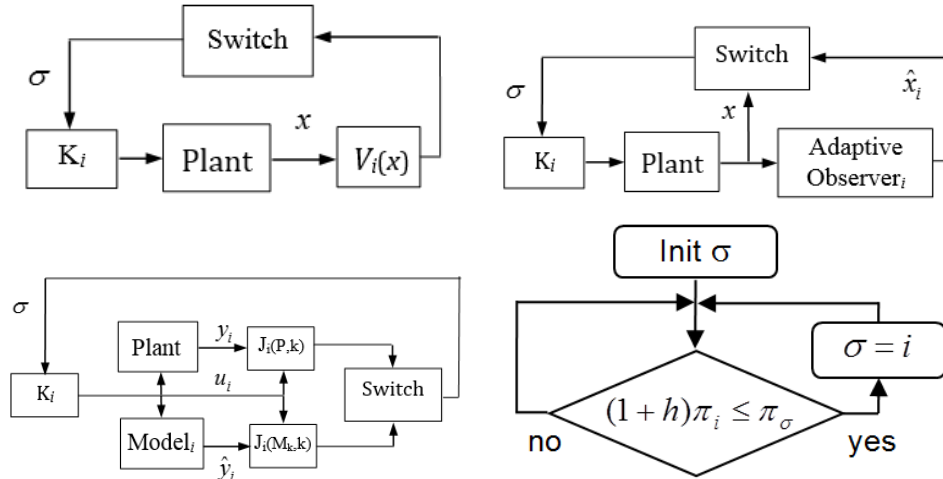 Switch
σ
x
Kᵢ
Plant
Vᵢ(x)
Switch
x̂ᵢ
σ
x
Kᵢ
Plant
Adaptive
Observerᵢ
σ
yᵢ
Plant
Jᵢ(P,k)
uᵢ
Kᵢ
Switch
Modelᵢ
Jᵢ(Mₖ,k)
ŷᵢ
Init σ
σ = i
(1 + h)πᵢ ≤ π_σ
no
yes